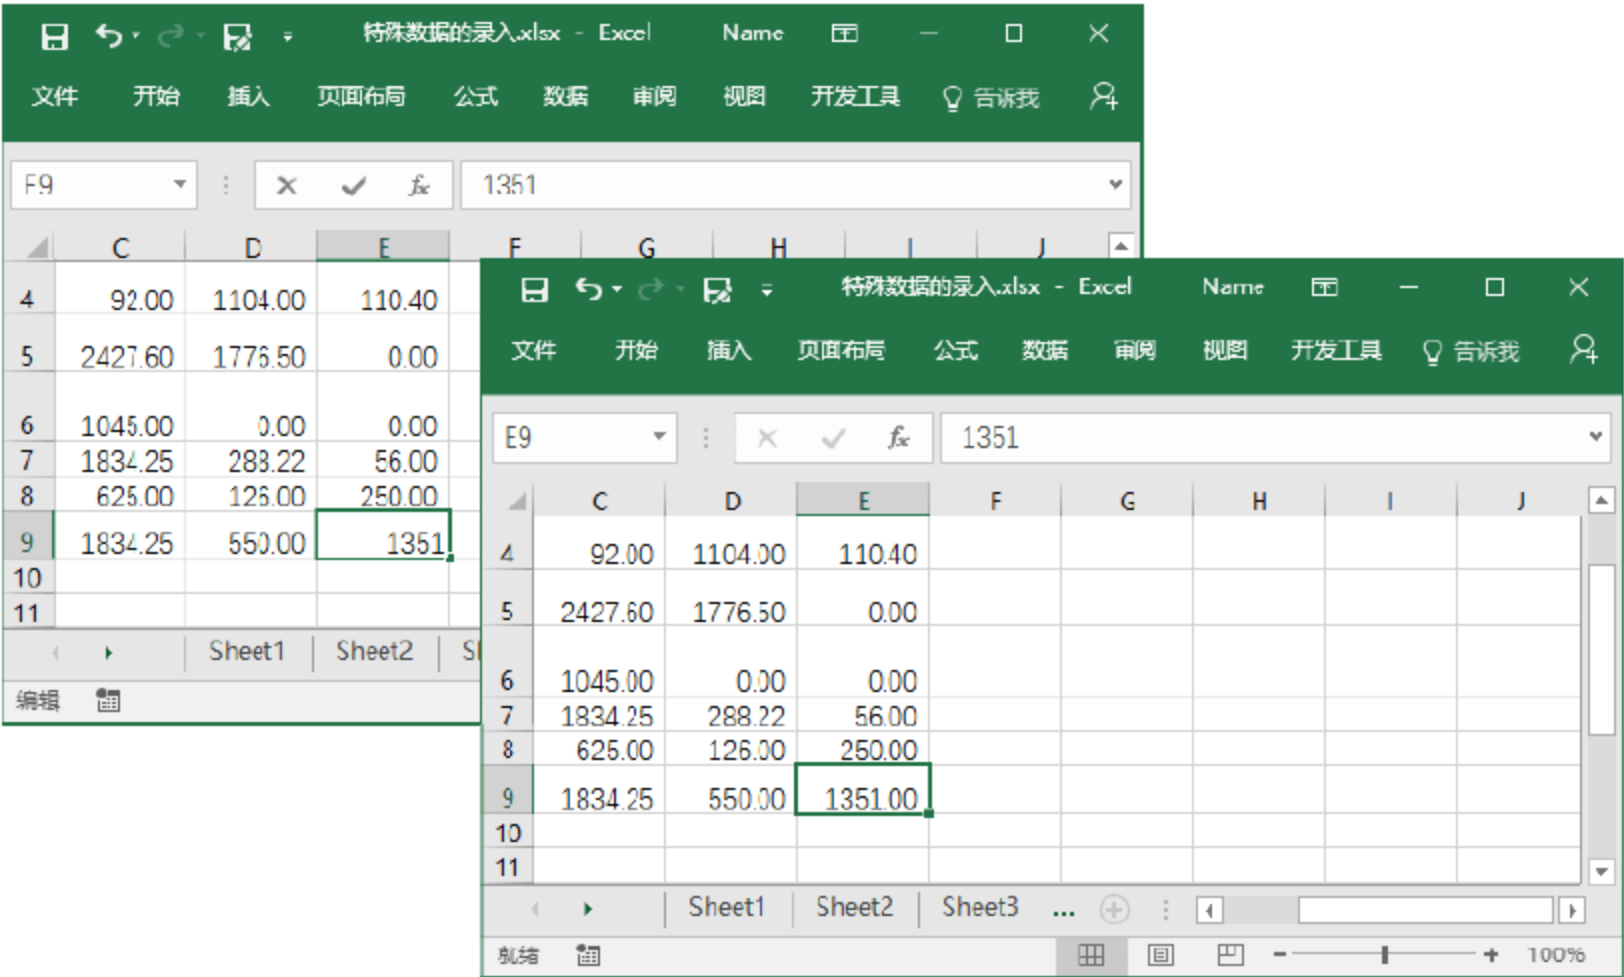 特殊数据的录入.xlsx - Excel Name
文件 开始 插入 页面布局 公式 数据 审阅 视图 开发工具 告诉我
E9 fx 1351
C D E F G H I J
4 92.00 1104.00 110.40
5 2427.60 1776.50 0.00
6 1045.00 0.00 0.00
7 1834.25 288.22 56.00
8 625.00 126.00 250.00
9 1834.25 550.00 1351
10
11
Sheet1 Sheet2
编辑
特殊数据的录入.xlsx - Excel Name
文件 开始 插入 页面布局 公式 数据 审阅 视图 开发工具 告诉我
E9 fx 1351
C D E F G H I J
4 92.00 1104.00 110.40
5 2427.60 1776.50 0.00
6 1045.00 0.00 0.00
7 1834.25 288.22 56.00
8 625.00 126.00 250.00
9 1834.25 550.00 1351.00
10
11
Sheet1 Sheet2 Sheet3 ...
就绪 100%